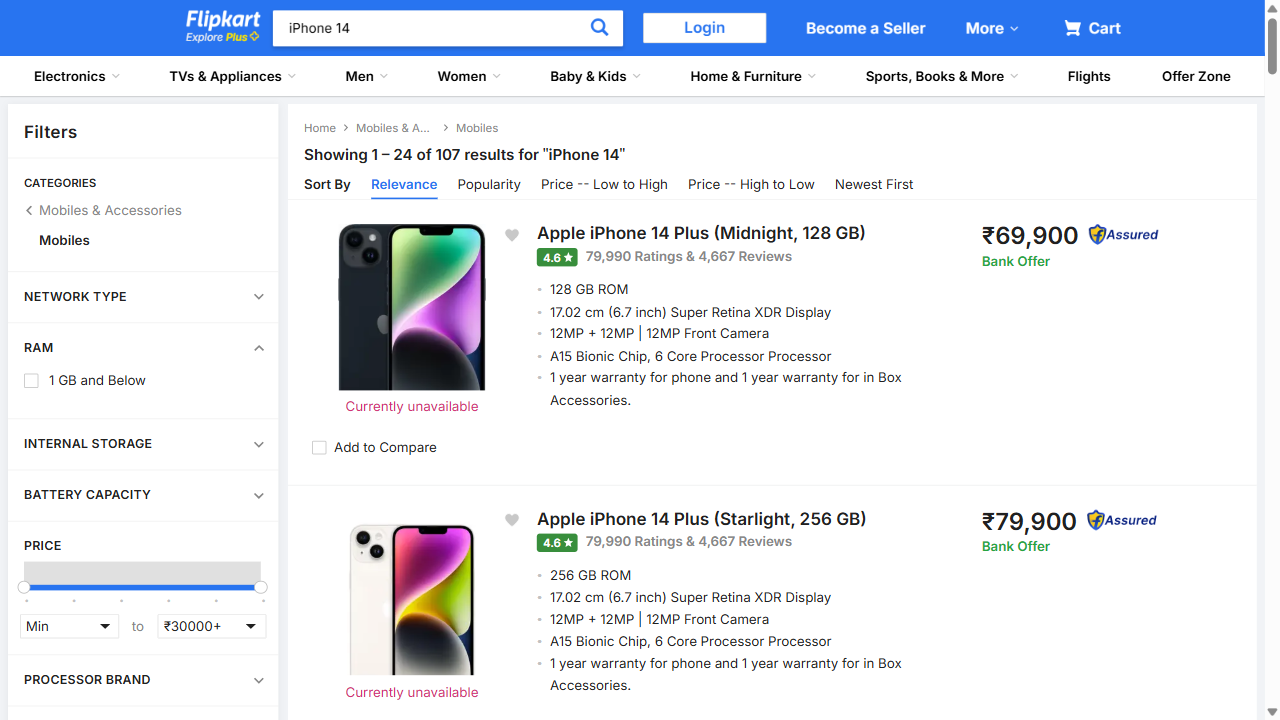 Flipkart
Explore Plus
iPhone 14
Login
Become a Seller
More
Cart
Electronics
TVs & Appliances
Men
Women
Baby & Kids
Home & Furniture
Sports, Books & More
Flights
Offer Zone
Filters
CATEGORIES
Mobiles & Accessories
Mobiles
NETWORK TYPE
RAM
1 GB and Below
INTERNAL STORAGE
BATTERY CAPACITY
PRICE
Min
to
₹30000+
PROCESSOR BRAND
Home
Mobiles & A...
Mobiles
Showing 1 – 24 of 107 results for "iPhone 14"
Sort By
Relevance
Popularity
Price -- Low to High
Price -- High to Low
Newest First
Apple iPhone 14 Plus (Midnight, 128 GB)
4.6
79,990 Ratings & 4,667 Reviews
128 GB ROM
17.02 cm (6.7 inch) Super Retina XDR Display
12MP + 12MP | 12MP Front Camera
A15 Bionic Chip, 6 Core Processor Processor
1 year warranty for phone and 1 year warranty for in Box
Accessories.
₹69,900
Assured
Bank Offer
Currently unavailable
Add to Compare
Apple iPhone 14 Plus (Starlight, 256 GB)
4.6
79,990 Ratings & 4,667 Reviews
256 GB ROM
17.02 cm (6.7 inch) Super Retina XDR Display
12MP + 12MP | 12MP Front Camera
A15 Bionic Chip, 6 Core Processor Processor
1 year warranty for phone and 1 year warranty for in Box
Accessories.
₹79,900
Assured
Bank Offer
Currently unavailable